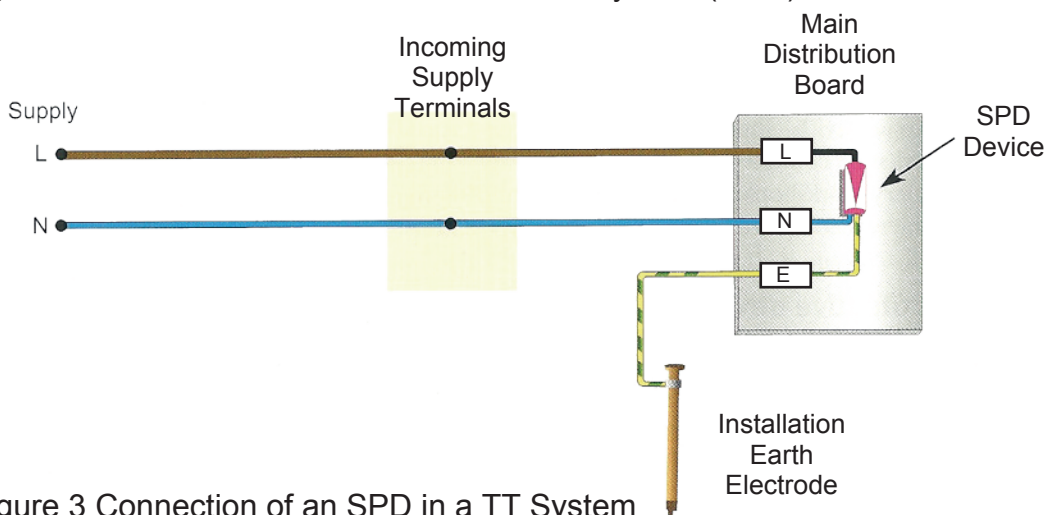 Main
Distribution
Board
Incoming
Supply
Terminals
SPD
Device
Supply
L
L
N
N
E
Installation
Earth
Electrode
gure 3 Connection of an SPD in a TT System